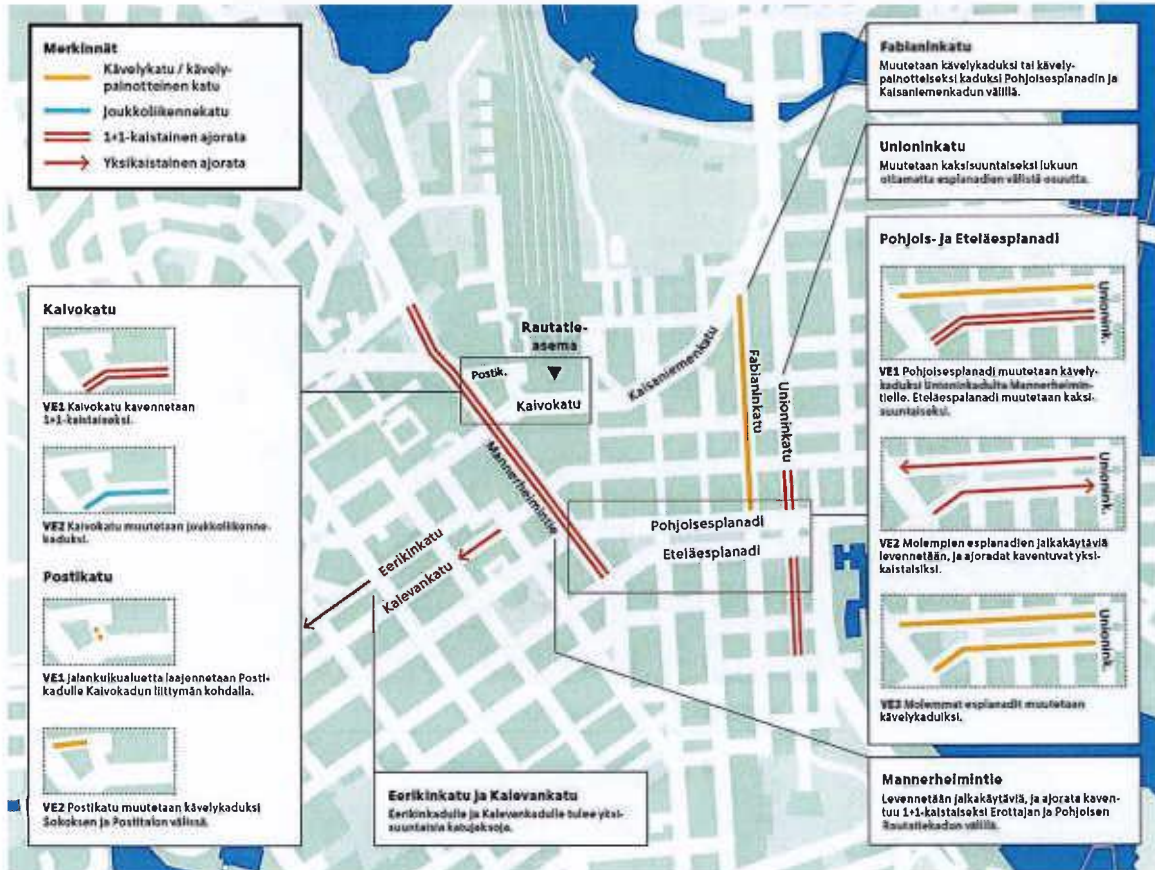 Merkinnät
Kävelykatu / kävely-
painotteinen katu
Joukkoliikennekatu
1+1-kaistainen ajorata
Yksikaistainen ajorata
Kaivokatu
VE1 Kaivokatu kavennetaan
1+1-kaistaiseksi.
VE2 Kaivokatu muutetaan joukkoliikenne-
kaduksi.
Postikatu
VE1 Jalankulkualuetta laajennetaan Posti-
kadulle Kaivokadun liittymän kohdalla.
VE2 Postikatu muutetaan kävelykaduksi
Sokoksen ja Postitalon välissä.
Rautatie-
asema
Postik.
Kaivokatu
Kaisaniemenkatu
Fabianinkatu
Unioninkatu
Mannerheimintie
Pohjoisesplanadi
Eteläesplanadi
Eerikinkatu
Kalevankatu
Eerikinkatu ja Kalevankatu
Eerikinkadulle ja Kalevankadulle tulee yksi-
suuntaisia katujaksoja.
Fabianinkatu
Muutetaan kävelykaduksi tai kävely-
painotteiseksi kaduksi Pohjoisesplanadin ja
Kaisaniemenkadun välillä.
Unioninkatu
Muutetaan kaksisuuntaiseksi lukuun
ottamatta esplanadien välistä osuutta.
Pohjois- ja Eteläesplanadi
Unionink.
VE1 Pohjoisesplanadi muutetaan kävely-
kaduksi Unioninkadulta Mannerheimin-
tielle. Eteläesplanadi muutetaan kaksi-
suuntaiseksi.
Unionink.
VE2 Molempien esplanadien jalkakäytäviä
levennetään, ja ajoradat kaventuvat yksi-
kaistaisiksi.
Unionink.
VE3 Molemmat esplanadit muutetaan
kävelykaduiksi.
Mannerheimintie
Levennetään jalkakäytäviä, ja ajorata kaven-
tuu 1+1-kaistaiseksi Erottajan ja Pohjoisen
Rautatiekadun välillä.